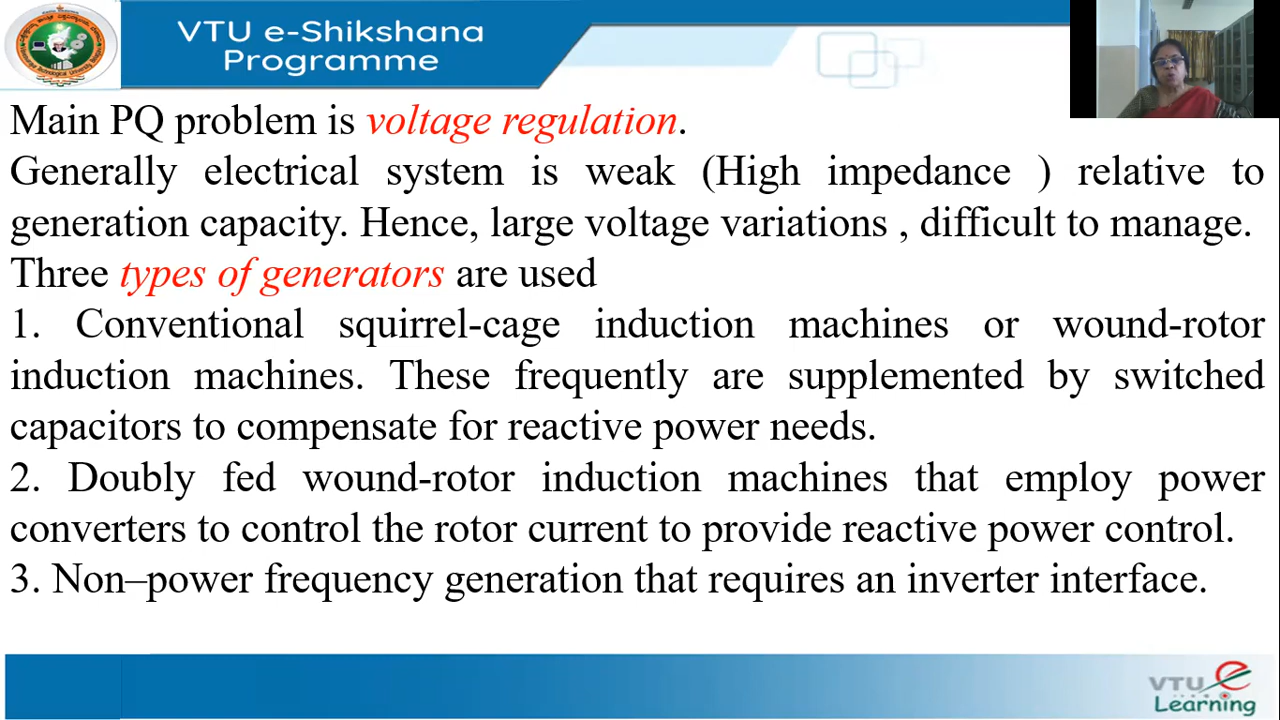 VTU e-Shikshana
Programme
Main PQ problem is voltage regulation.
Generally electrical system is weak (High impedance ) relative to
generation capacity. Hence, large voltage variations , difficult to manage.
Three types of generators are used
1. Conventional squirrel-cage induction machines or wound-rotor
induction machines. These frequently are supplemented by switched
capacitors to compensate for reactive power needs.
2. Doubly fed wound-rotor induction machines that employ power
converters to control the rotor current to provide reactive power control.
3. Non–power frequency generation that requires an inverter interface.
VTU e
Learning